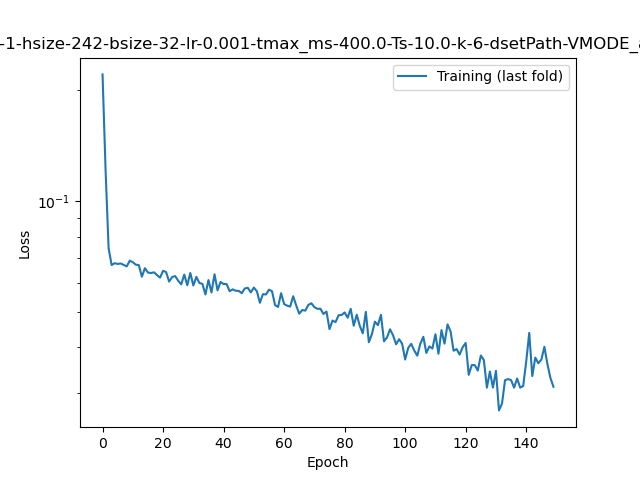 -1-hsize-242-bsize-32-lr-0.001-tmax_ms-400.0-Ts-10.0-k-6-dsetPath-VMODE_
Training (last fold)
10⁻¹
Loss
0 20 40 60 80 100 120 140
Epoch